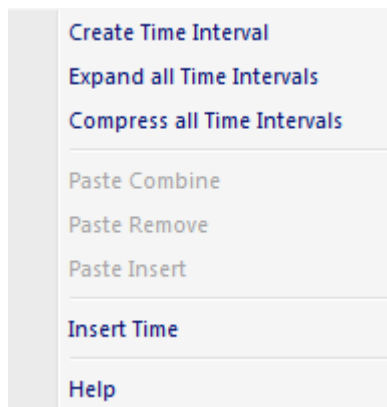 Create Time Interval
Expand all Time Intervals
Compress all Time Intervals
Paste Combine
Paste Remove
Paste Insert
Insert Time
Help